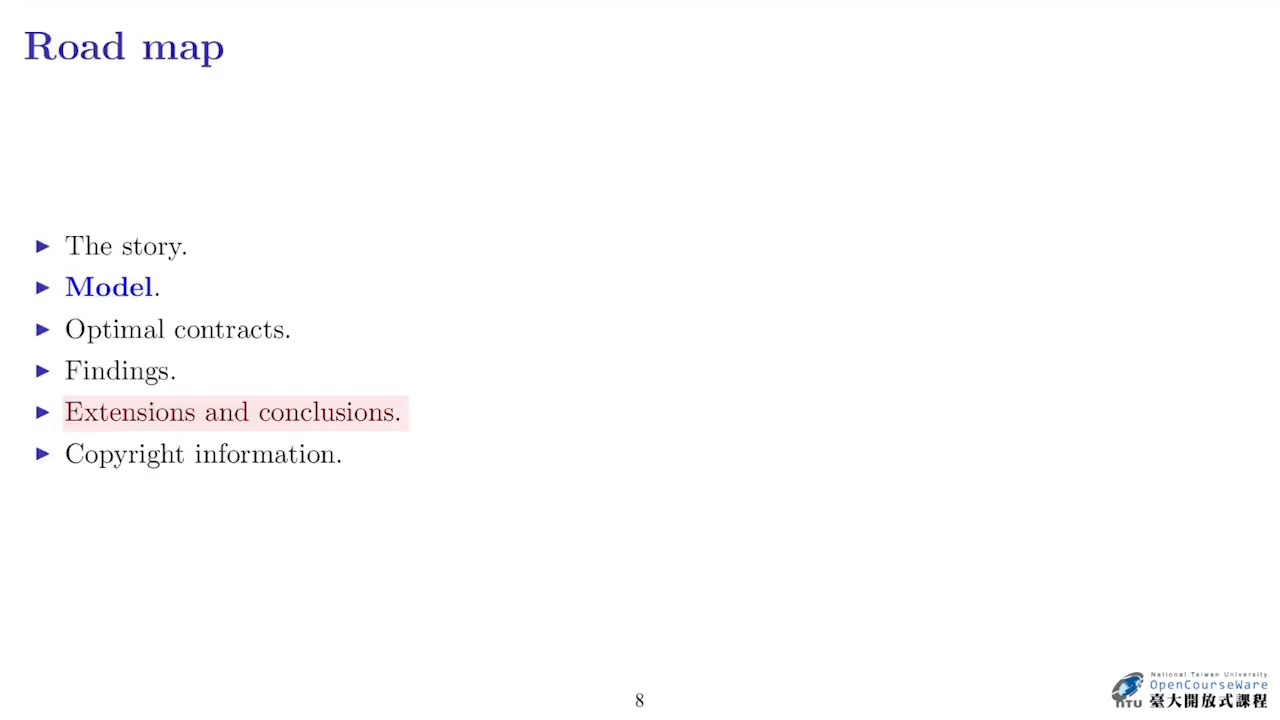 Road map
▶ The story.
▶ Model.
▶ Optimal contracts.
▶ Findings.
▶ Extensions and conclusions.
▶ Copyright information.
8
National Taiwan University
OpenCourseWare
NTU 臺大開放式課程